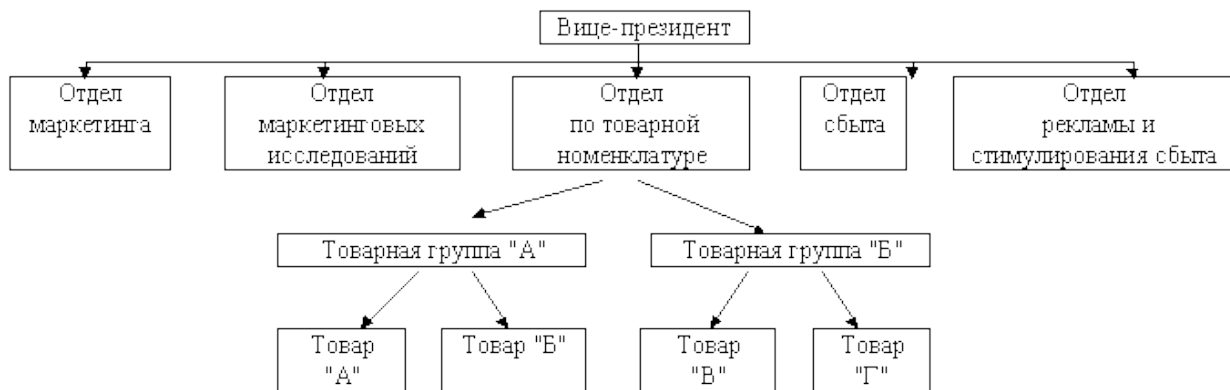 Вице-президент
Отдел
маркетинга
Отдел
маркетинговых
исследований
Отдел
по товарной
номенклатуре
Отдел
сбыта
Отдел
рекламы и
стимулирования сбыта
Товарная группа "А"
Товарная группа "Б"
Товар
"А"
Товар "Б"
Товар
"В"
Товар
"Г"